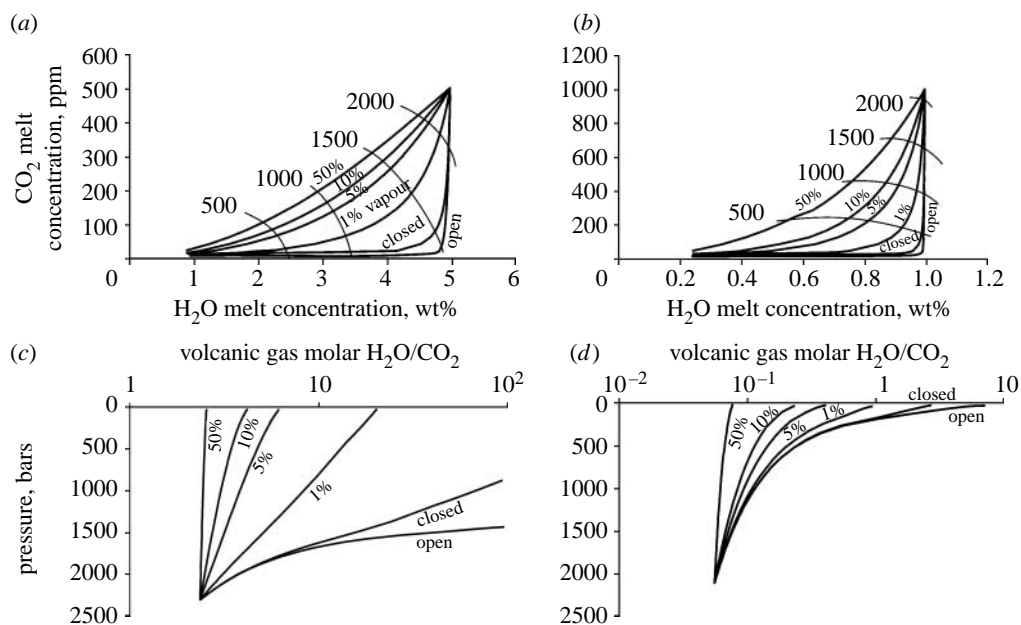 (a)
600
500
400
300
200
100
0
CO2 melt
concentration, ppm
500
1000
1500
2000
50%
10%
5%
1% vapour
closed
open
1 2 3 4 5 6
H2O melt concentration, wt%
(b)
1200
1000
800
600
400
200
0
500
1000
1500
2000
50%
10%
5%
1%
closed
open
0.2 0.4 0.6 0.8 1.0 1.2
H2O melt concentration, wt%
(c)
volcanic gas molar H2O/CO2
1 10 10²
0
500
1000
1500
2000
2500
pressure, bars
50%
10%
5%
1%
closed
open
(d)
volcanic gas molar H2O/CO2
10⁻² 10⁻¹ 1 10
0
500
1000
1500
2000
2500
50%
10%
5%
1%
closed
open